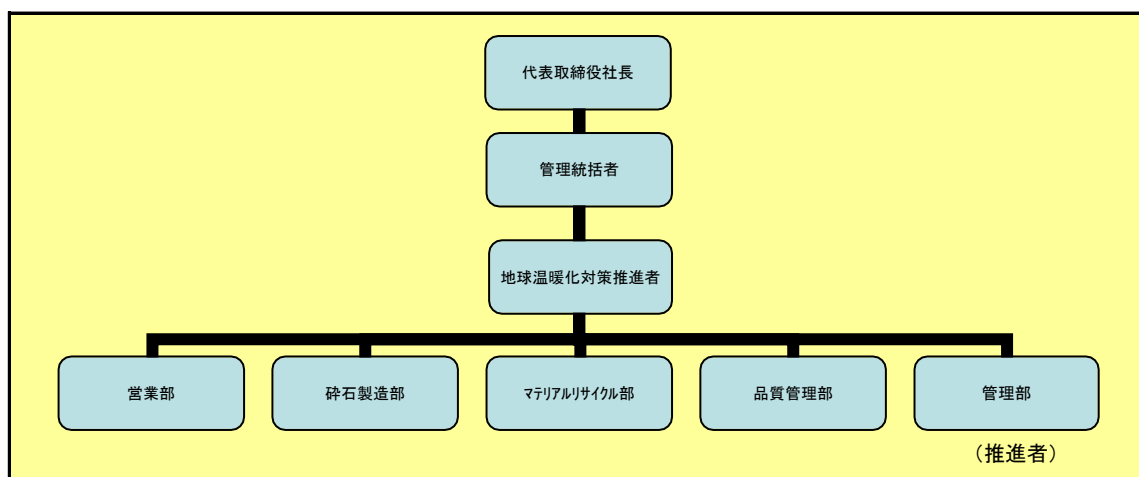 代表取締役社長
管理統括者
地球温暖化対策推進者
営業部
砕石製造部
ﾏﾃﾘｱﾙﾘｻｲｸﾙ部
品質管理部
管理部
（推進者）